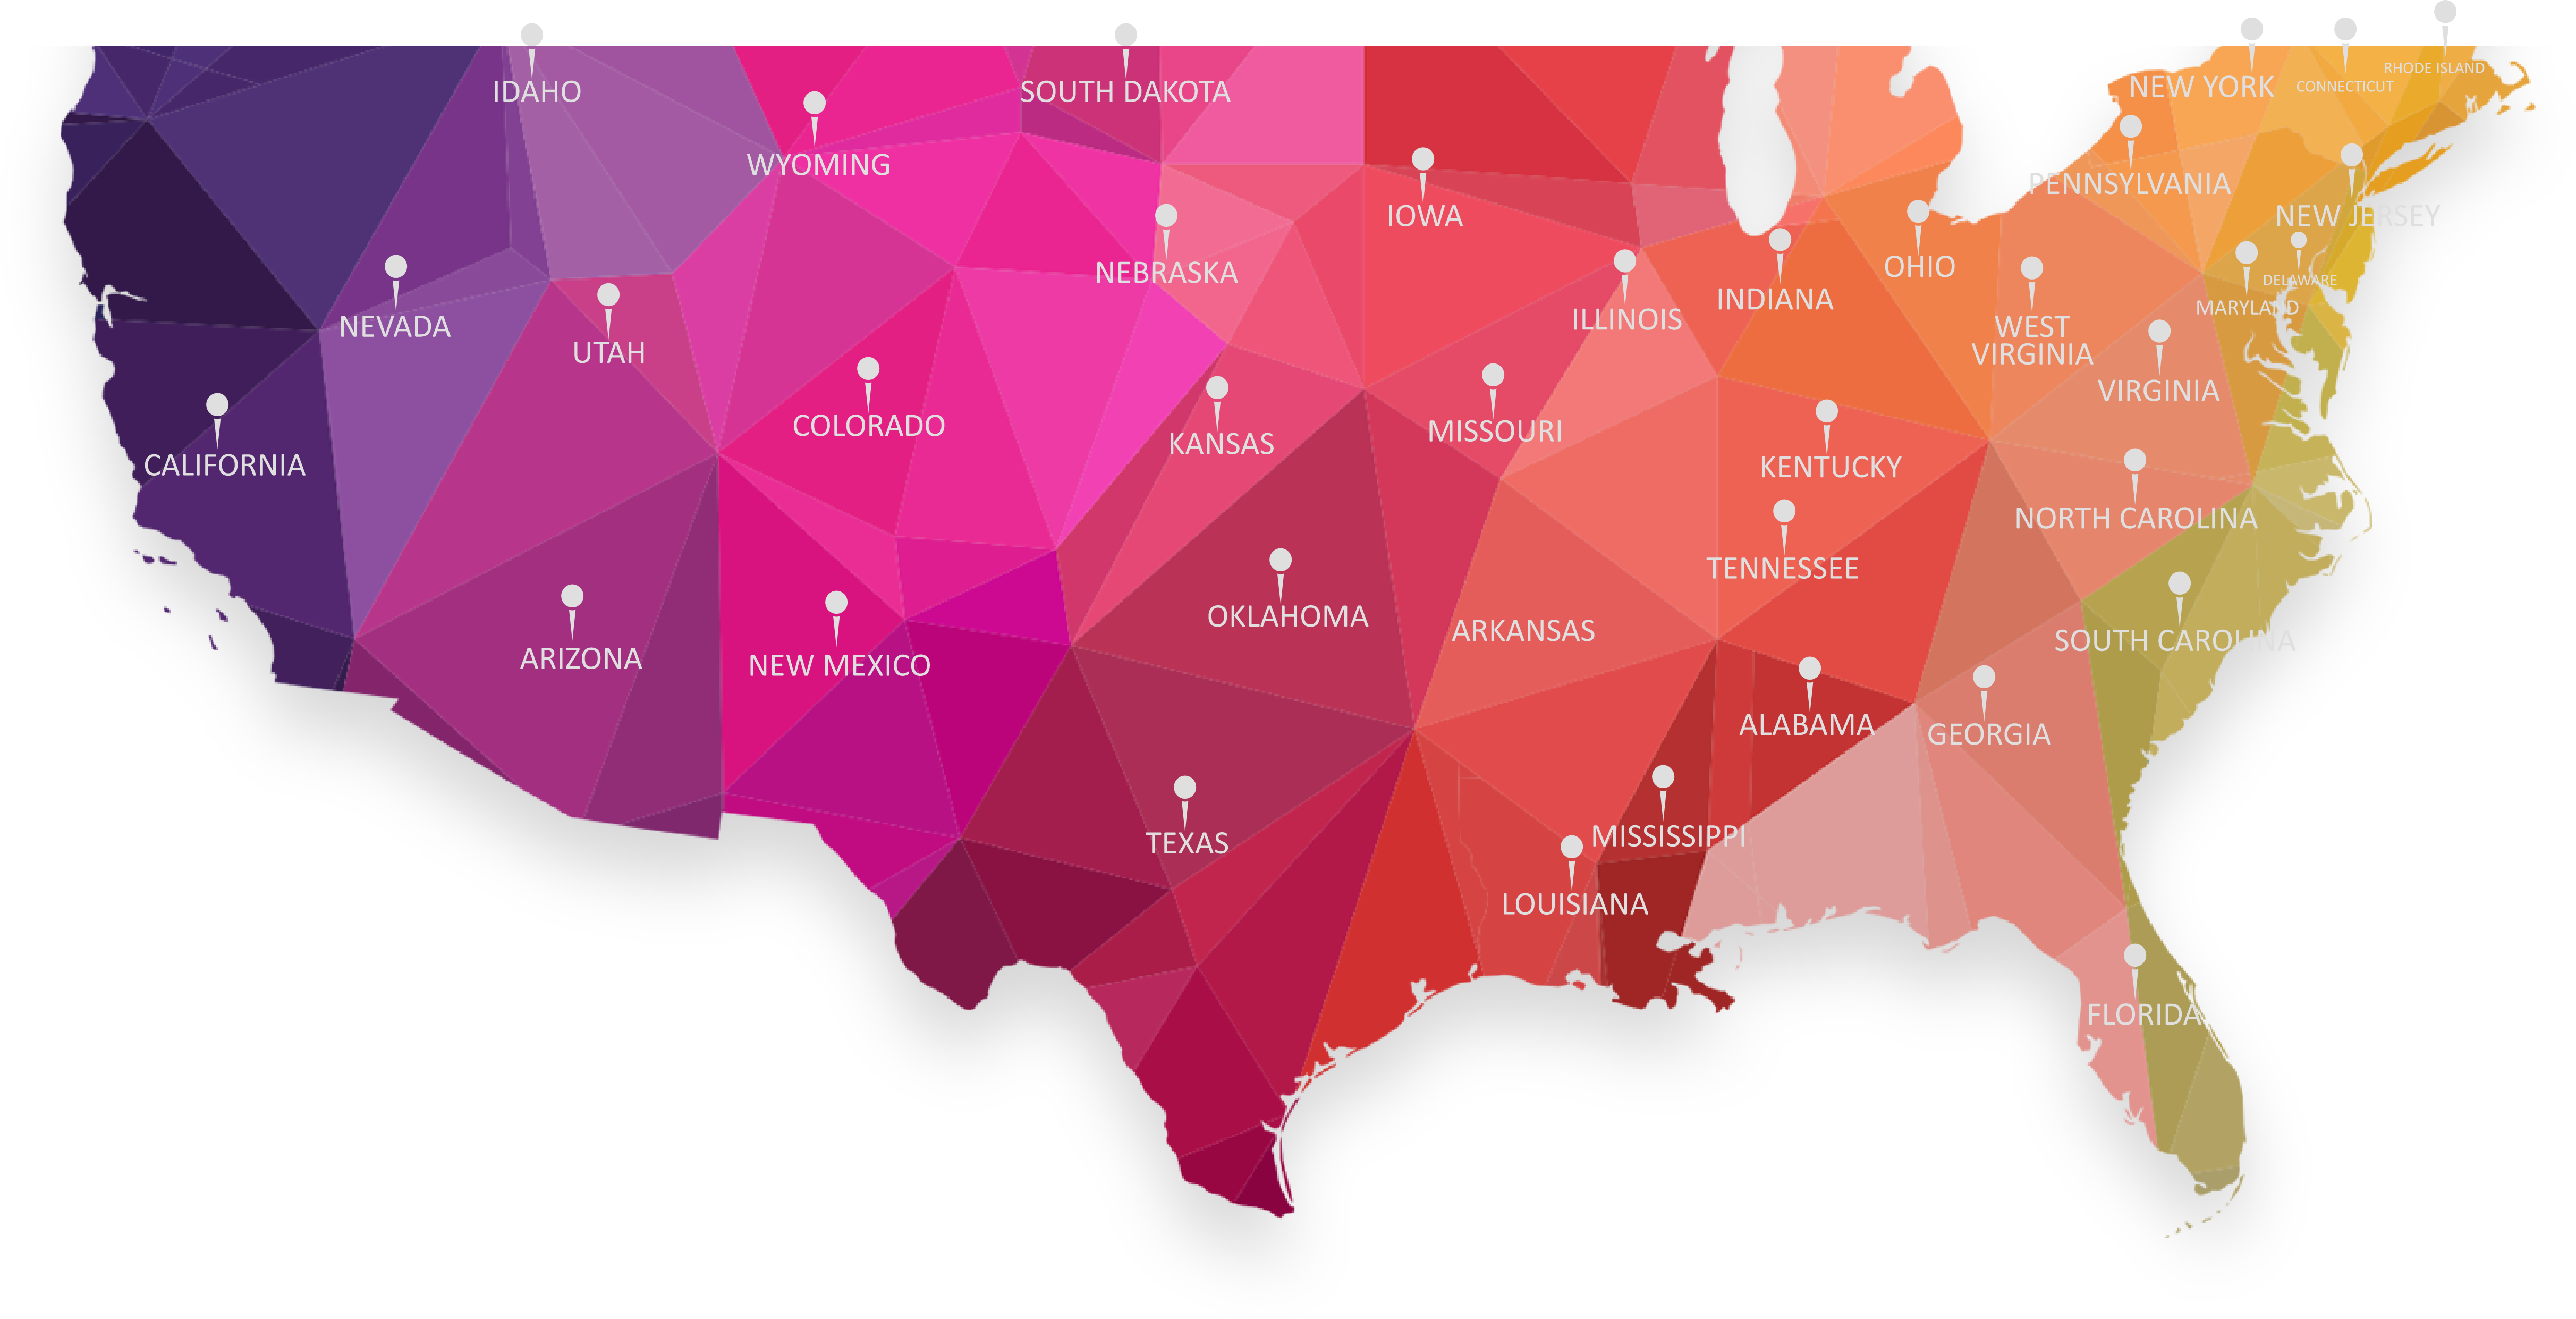 RHODE ISLAND
NEW YORK
CONNECTICUT
IDAHO
SOUTH DAKOTA
WYOMING
PENNSYLVANIA
IOWA
NEW JERSEY
NEBRASKA
OHIO
DELAWARE
INDIANA
MARYLAND
ILLINOIS
NEVADA
WEST
VIRGINIA
UTAH
VIRGINIA
COLORADO
MISSOURI
KANSAS
CALIFORNIA
KENTUCKY
NORTH CAROLINA
TENNESSEE
OKLAHOMA
ARKANSAS
SOUTH CAROLINA
ARIZONA
NEW MEXICO
ALABAMA
GEORGIA
MISSISSIPPI
TEXAS
LOUISIANA
FLORIDA